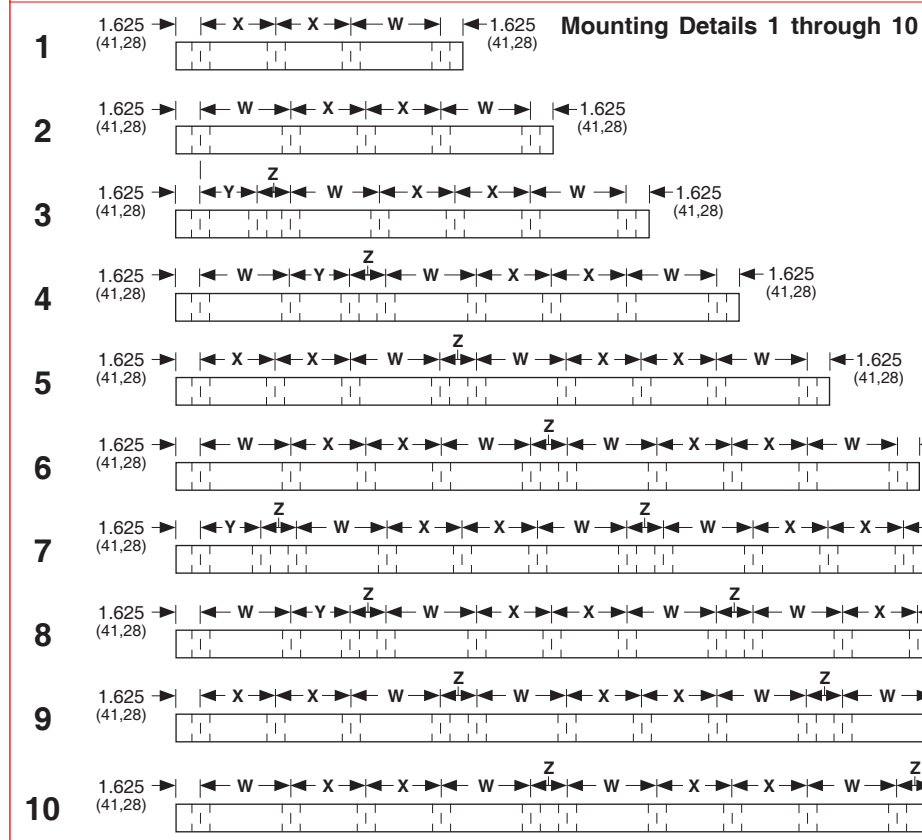 Mounting Details 1 through 10
1 1.625 (41,28) X X W 1.625 (41,28)
2 1.625 (41,28) W X X W 1.625 (41,28)
3 1.625 (41,28) Y Z W X X W 1.625 (41,28)
4 1.625 (41,28) W Y Z W X X W 1.625 (41,28)
5 1.625 (41,28) X X W Z W X X W 1.625 (41,28)
6 1.625 (41,28) W X X W Z W X X W
7 1.625 (41,28) Y Z W X X W Z W X X
8 1.625 (41,28) W Y Z W X X W Z W X
9 1.625 (41,28) X X W Z W X X W Z W
10 1.625 (41,28) W X X W Z W X X W Z